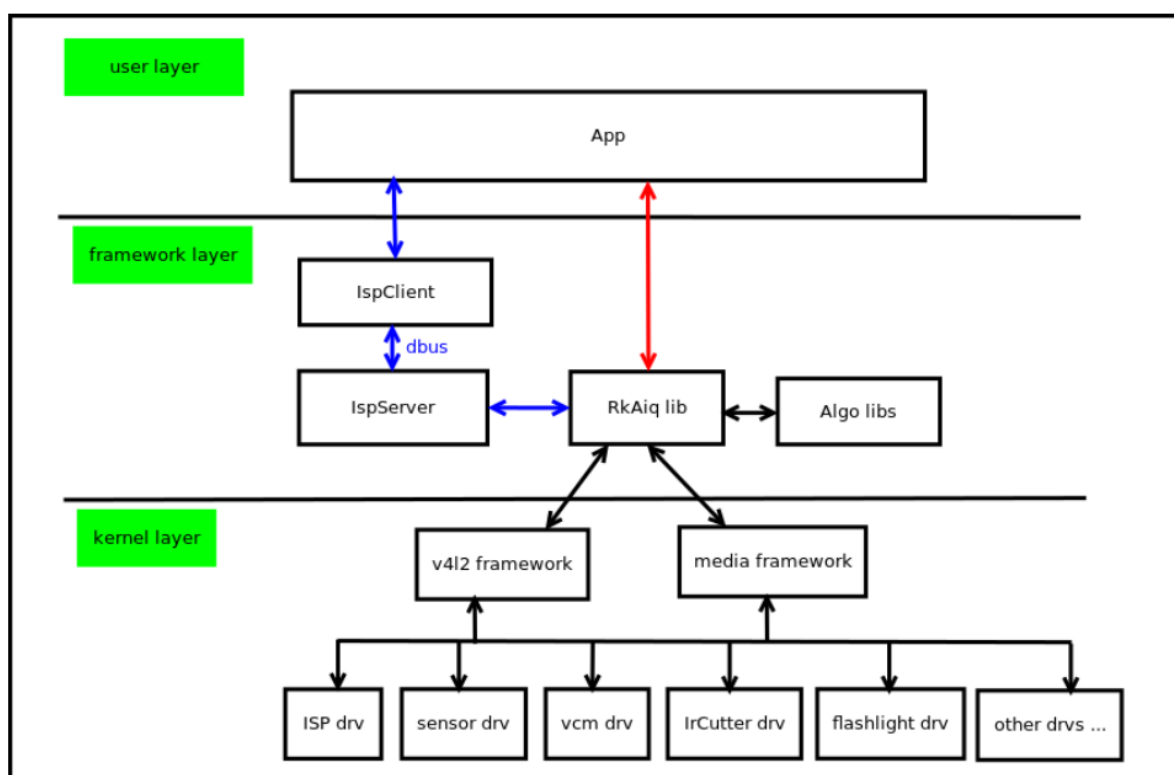 user layer
App
framework layer
IspClient
dbus
IspServer
RkAiq lib
Algo libs
kernel layer
v4l2 framework
media framework
ISP drv
sensor drv
vcm drv
IrCutter drv
flashlight drv
other drvs ...